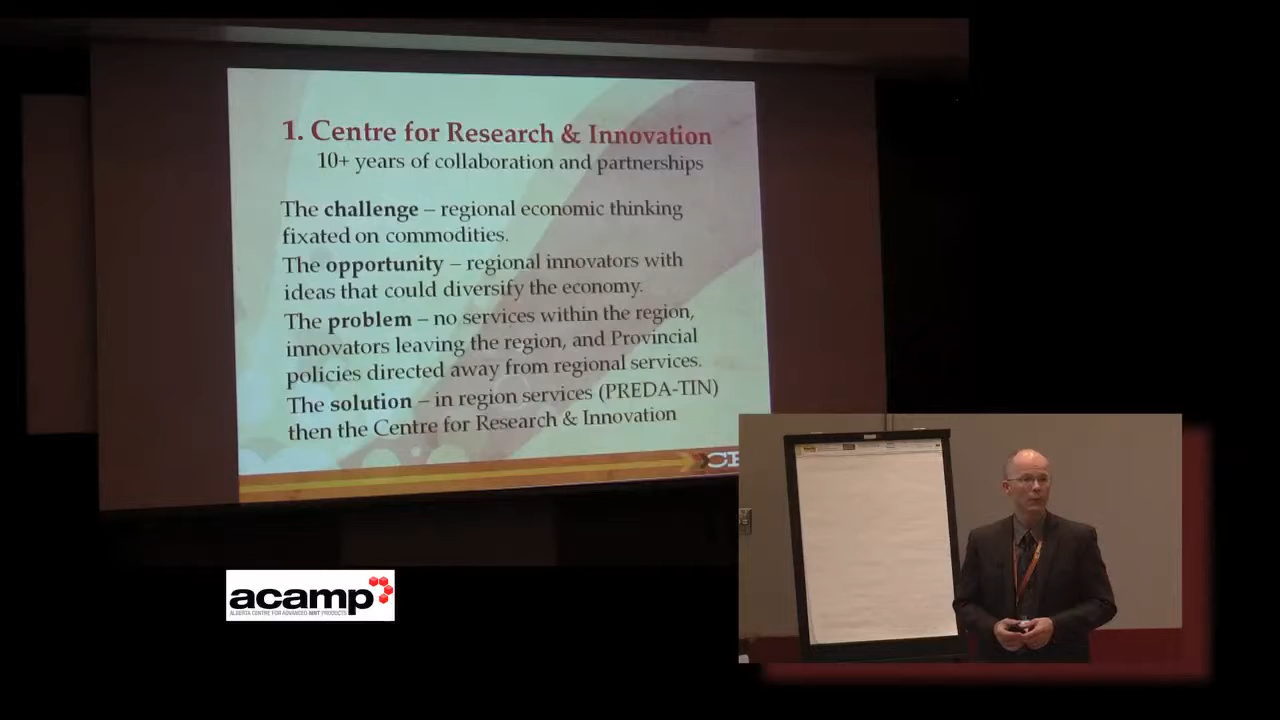 1. Centre for Research & Innovation
10+ years of collaboration and partnerships
The challenge – regional economic thinking
fixated on commodities.
The opportunity – regional innovators with
ideas that could diversify the economy.
The problem – no services within the region,
innovators leaving the region, and Provincial
policies directed away from regional services.
The solution – in region services (PREDA-TIN)
then the Centre for Research & Innovation
acamp
ALBERTA CENTRE FOR ADVANCED MNT PRODUCTS